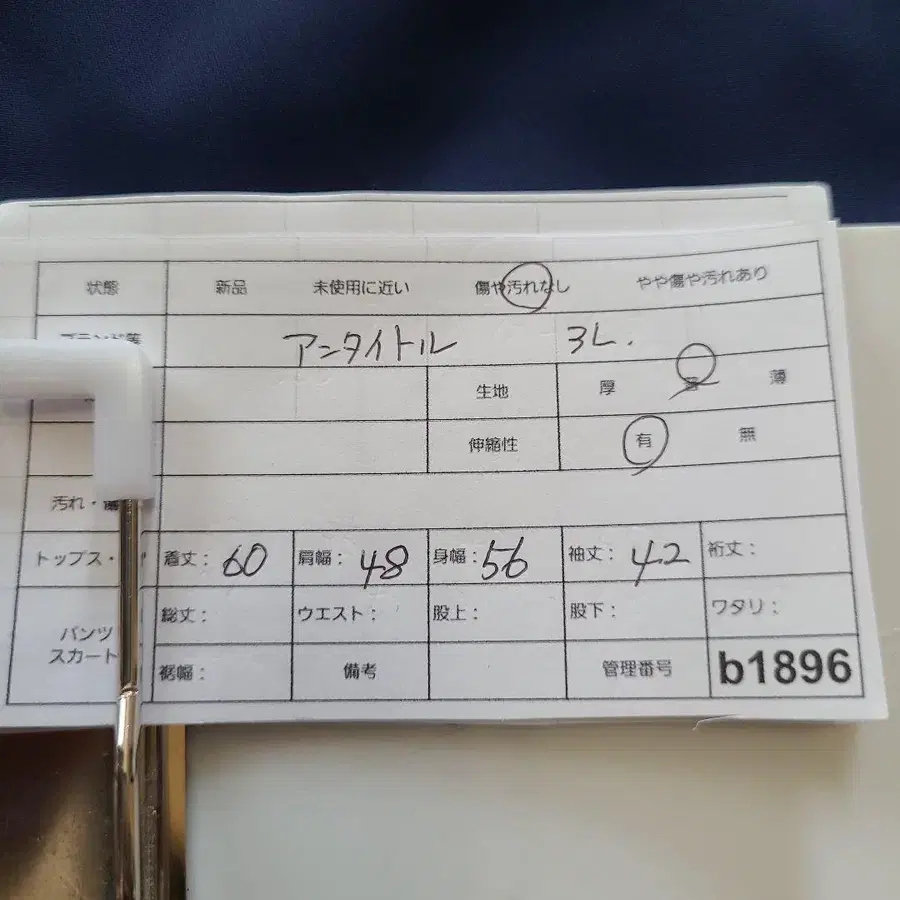 状態 新品 未使用に近い 傷や汚れなし やや傷や汚れあり
アンタイトル 3L.
生地 厚 薄
伸縮性 有 無
汚れ・傷
トップス・ 着丈: 60 肩幅: 48 身幅: 56 袖丈: 42 裄丈:
パンツ スカート 総丈: ウエスト: 股上: 股下: ワタリ:
裾幅: 備考 管理番号 b1896